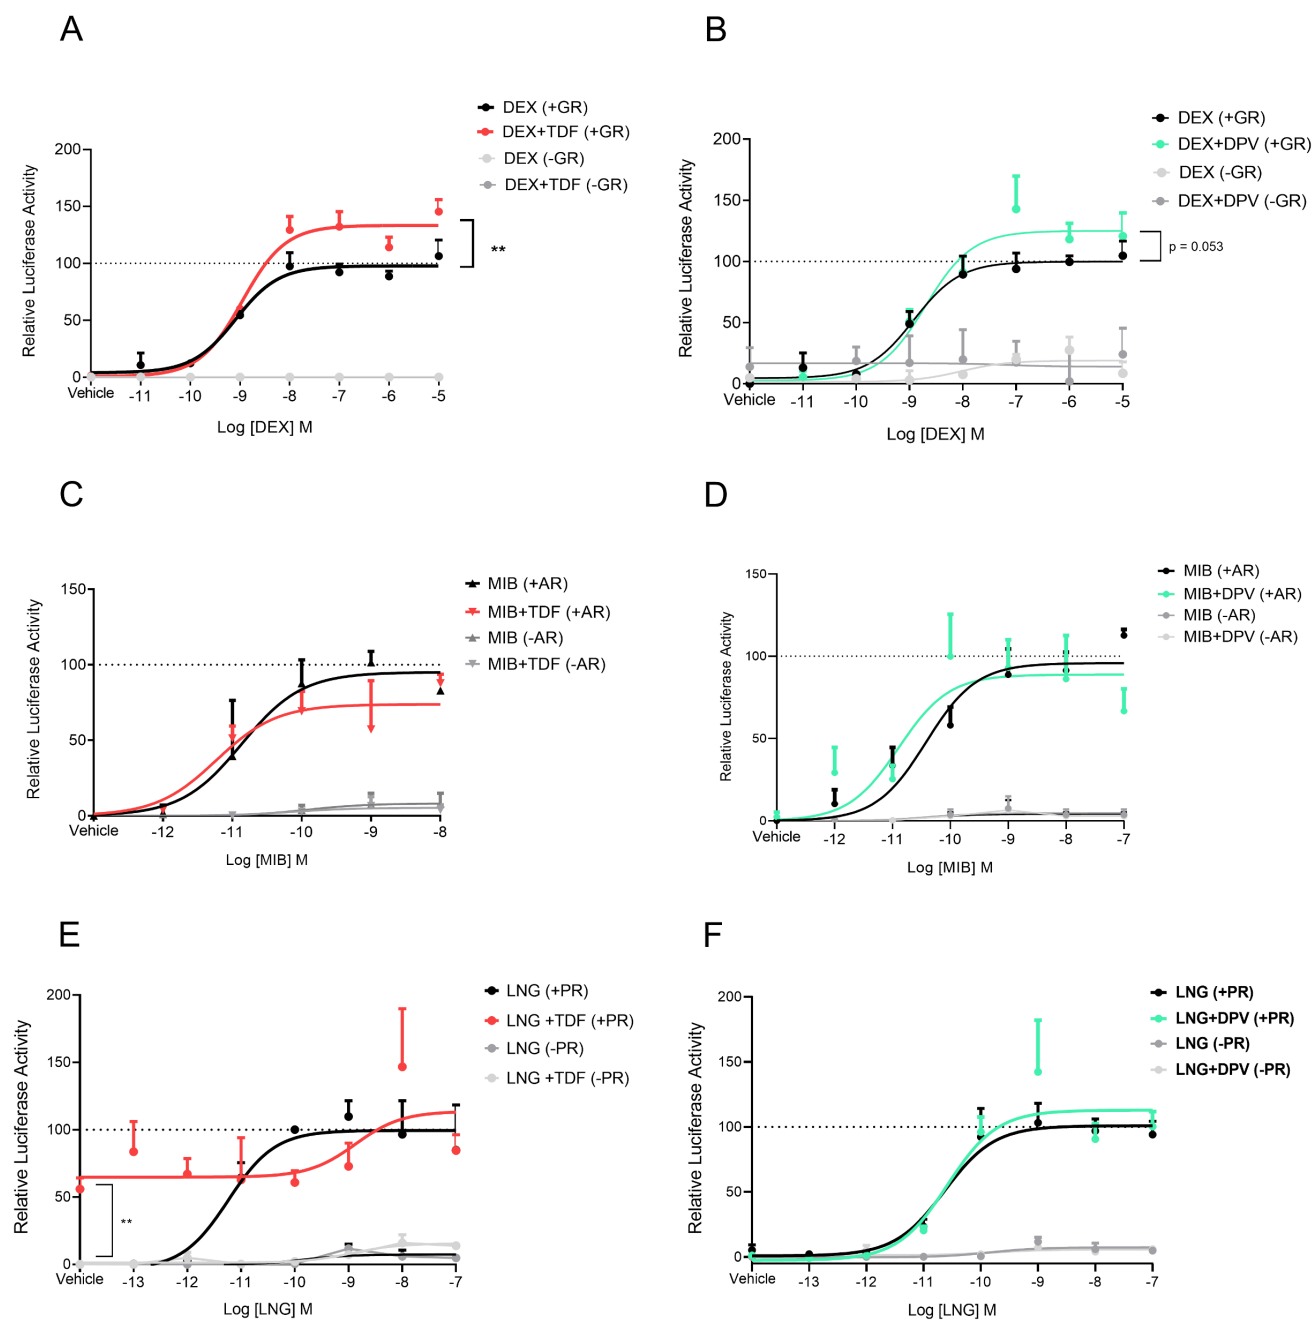 A
DEX (+GR)
DEX+TDF (+GR)
DEX (-GR)
DEX+TDF (-GR)
Relative Luciferase Activity
200
150
100
50
0
**
Vehicle -11 -10 -9 -8 -7 -6 -5
Log [DEX] M
B
DEX (+GR)
DEX+DPV (+GR)
DEX (-GR)
DEX+DPV (-GR)
Relative Luciferase Activity
200
150
100
50
0
p = 0.053
Vehicle -11 -10 -9 -8 -7 -6 -5
Log [DEX] M
C
MIB (+AR)
MIB+TDF (+AR)
MIB (-AR)
MIB+TDF (-AR)
Relative Luciferase Activity
150
100
50
0
Vehicle -12 -11 -10 -9 -8
Log [MIB] M
D
MIB (+AR)
MIB+DPV (+AR)
MIB (-AR)
MIB+DPV (-AR)
Relative Luciferase Activity
150
100
50
0
Vehicle -12 -11 -10 -9 -8 -7
Log [MIB] M
E
LNG (+PR)
LNG +TDF (+PR)
LNG (-PR)
LNG +TDF (-PR)
Relative Luciferase Activity
200
150
100
50
0
**
Vehicle -13 -12 -11 -10 -9 -8 -7
Log [LNG] M
F
LNG (+PR)
LNG+DPV (+PR)
LNG (-PR)
LNG+DPV (-PR)
Relative Luciferase Activity
200
150
100
50
0
Vehicle -13 -12 -11 -10 -9 -8 -7
Log [LNG] M